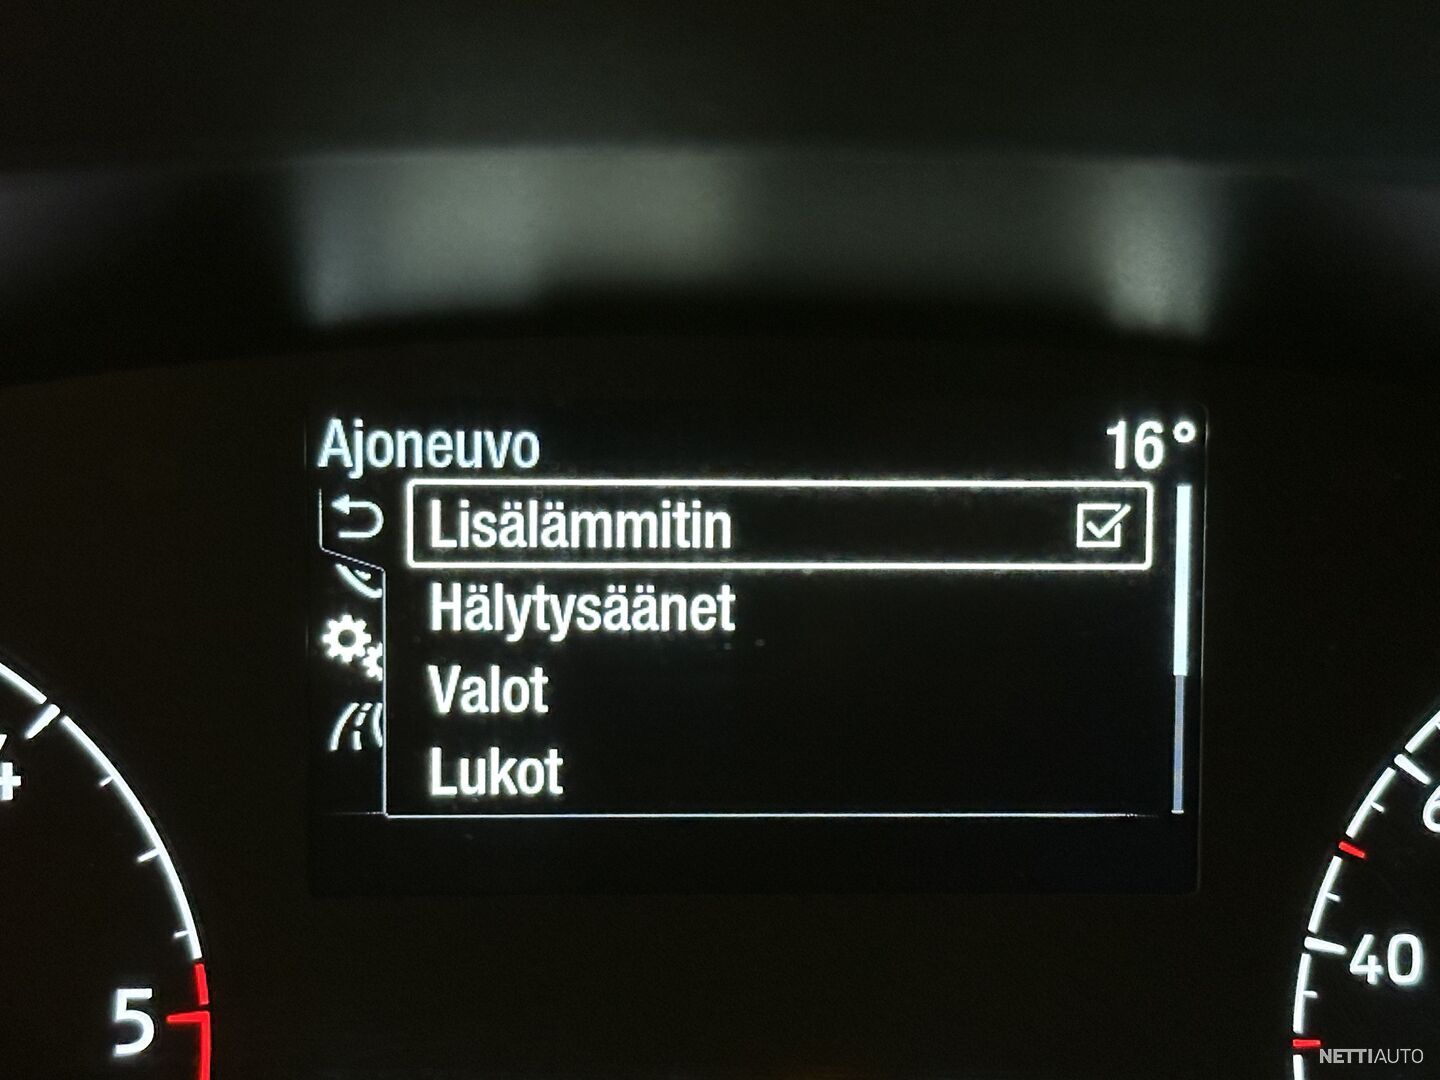 Ajoneuvo 16°
Lisälämmitin
Hälytysäänet
Valot
Lukot
4
5
6
40
NETTIAUTO